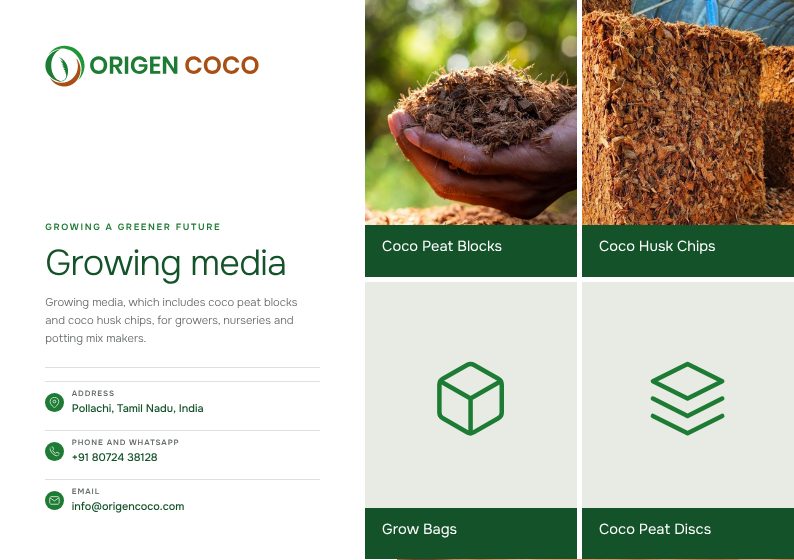 ORIGEN COCO
GROWING A GREENER FUTURE
Growing media
Growing media, which includes coco peat blocks
and coco husk chips, for growers, nurseries and
potting mix makers.
ADDRESS
Pollachi, Tamil Nadu, India
PHONE AND WHATSAPP
+91 80724 38128
EMAIL
info@origencoco.com
Coco Peat Blocks
Coco Husk Chips
Grow Bags
Coco Peat Discs